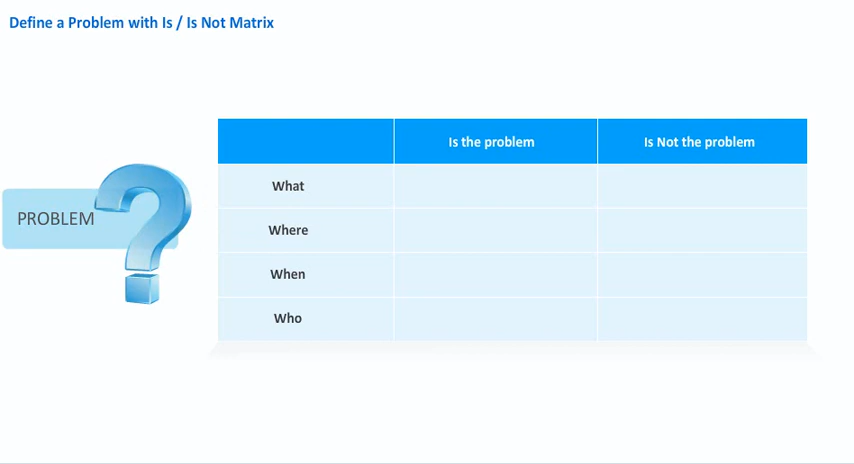 Define a Problem with Is / Is Not Matrix
Is the problem
Is Not the problem
What
PROBLEM
Where
When
Who